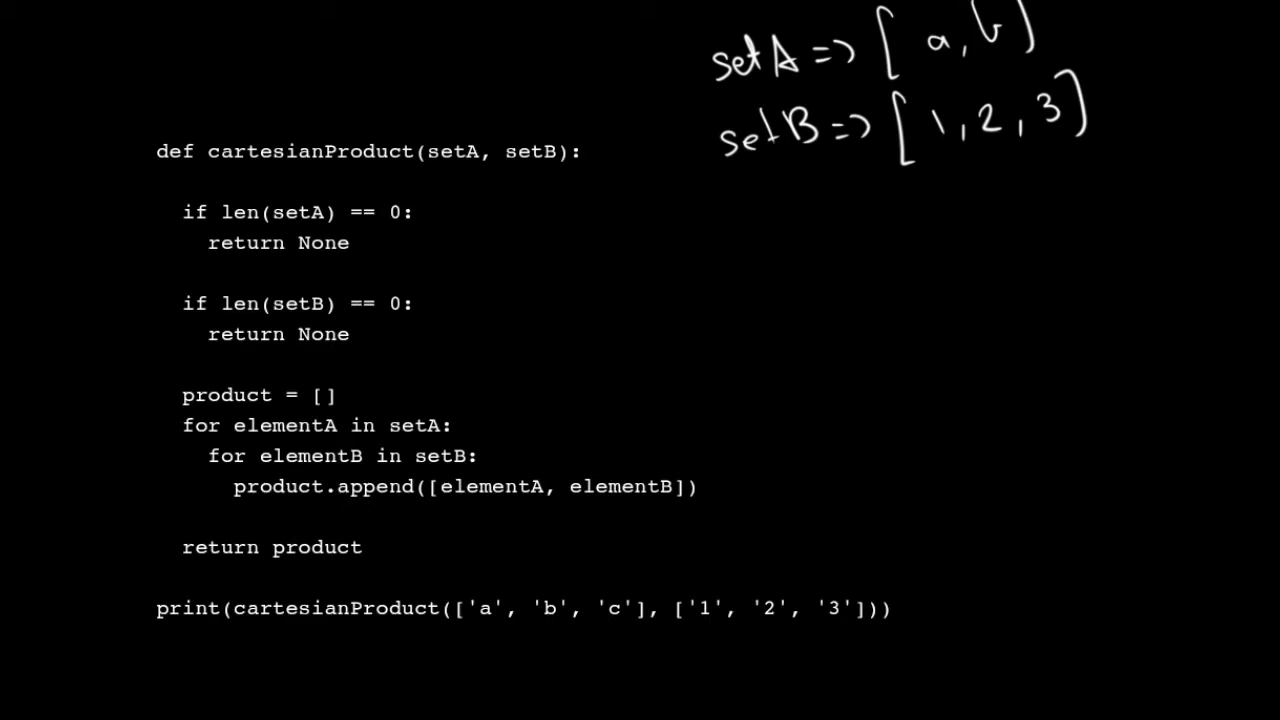 setA => [ a, b ]
setB => [ 1, 2, 3 ]
def cartesianProduct(setA, setB):
  if len(setA) == 0:
    return None
  if len(setB) == 0:
    return None
  product = []
  for elementA in setA:
    for elementB in setB:
      product.append([elementA, elementB])
  return product
print(cartesianProduct(['a', 'b', 'c'], ['1', '2', '3']))